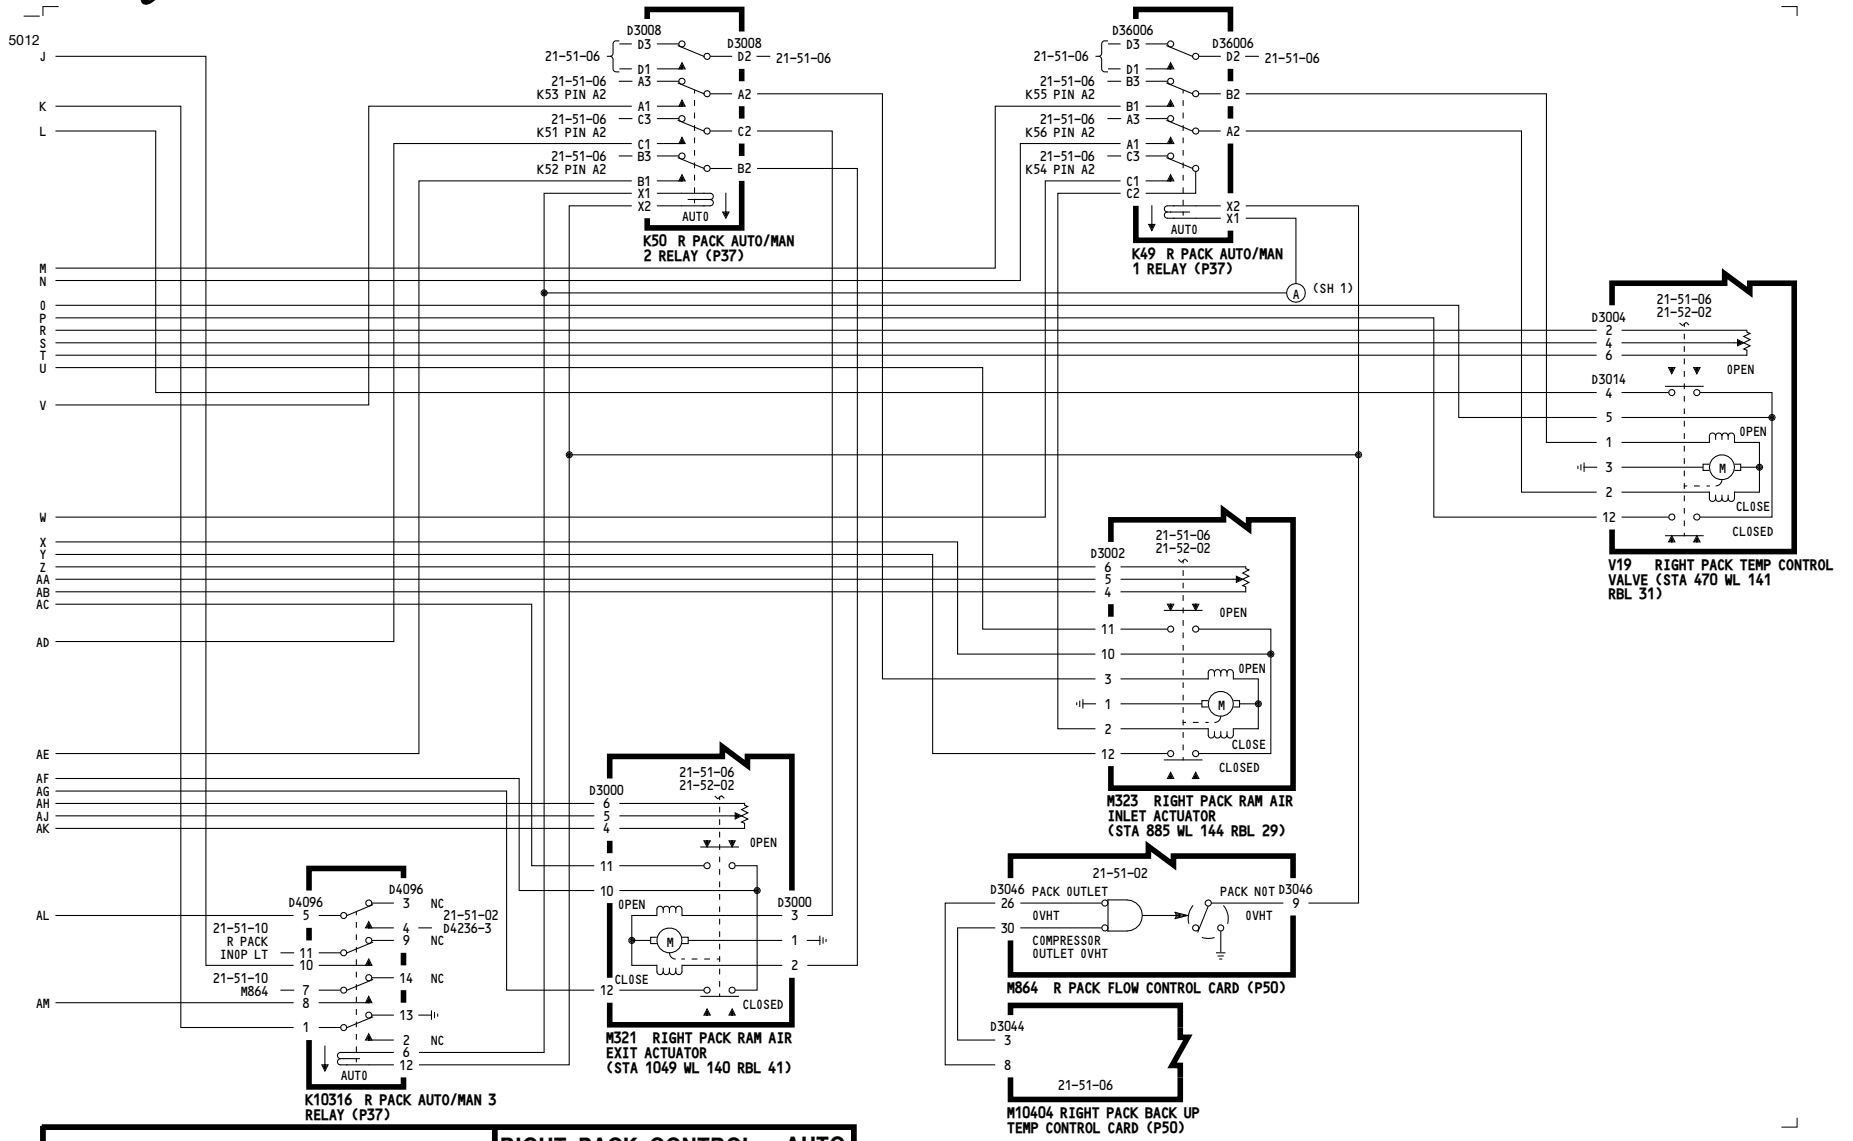 5012
J
K
L
M
N
O
P
R
S
T
U
V
W
X
Y
Z
AA
AB
AC
AD
AE
AF
AG
AH
AJ
AK
AL
AM
D3008
D3 D3008
21-51-06 D2 21-51-06
D1
21-51-06 A3
K53 PIN A2 A2
A1
21-51-06 C3
K51 PIN A2 C2
C1
21-51-06 B3
K52 PIN A2 B2
B1
X1
X2
AUTO
K50 R PACK AUTO/MAN
2 RELAY (P37)
D36006
D3 D36006
21-51-06 D2 21-51-06
D1
21-51-06 B3
K55 PIN A2 B2
B1
21-51-06 A3
K56 PIN A2 A2
A1
21-51-06 C3
K54 PIN A2
C1
C2
X2
X1
AUTO
K49 R PACK AUTO/MAN
1 RELAY (P37)
A (SH 1)
21-51-06
21-52-02
D3004
2
4
6
OPEN
D3014
4
5
OPEN
1
3 M
2
CLOSE
12
CLOSED
V19 RIGHT PACK TEMP CONTROL
VALVE (STA 470 WL 141
RBL 31)
21-51-06
21-52-02
D3002
6
5
4
OPEN
11
10
OPEN
3
1 M
2
CLOSE
12
CLOSED
M323 RIGHT PACK RAM AIR
INLET ACTUATOR
(STA 885 WL 144 RBL 29)
21-51-06
21-52-02
D3000
6
5
4
OPEN
11
10
OPEN D3000
3
M 1
2
CLOSE
12
CLOSED
M321 RIGHT PACK RAM AIR
EXIT ACTUATOR
(STA 1049 WL 140 RBL 41)
D4096
D4096 3 NC
5 21-51-02
21-51-10 4 D4236-3
R PACK 9 NC
INOP LT 11
10
21-51-10 14 NC
M864 7
8
13
1
2 NC
6
12
AUTO
K10316 R PACK AUTO/MAN 3
RELAY (P37)
21-51-02
D3046 PACK OUTLET PACK NOT D3046
26 9
OVHT OVHT
30
COMPRESSOR
OUTLET OVHT
M864 R PACK FLOW CONTROL CARD (P50)
D3044
3
8
21-51-06
M10404 RIGHT PACK BACK UP
TEMP CONTROL CARD (P50)
RIGHT PACK CONTROL - AUTO